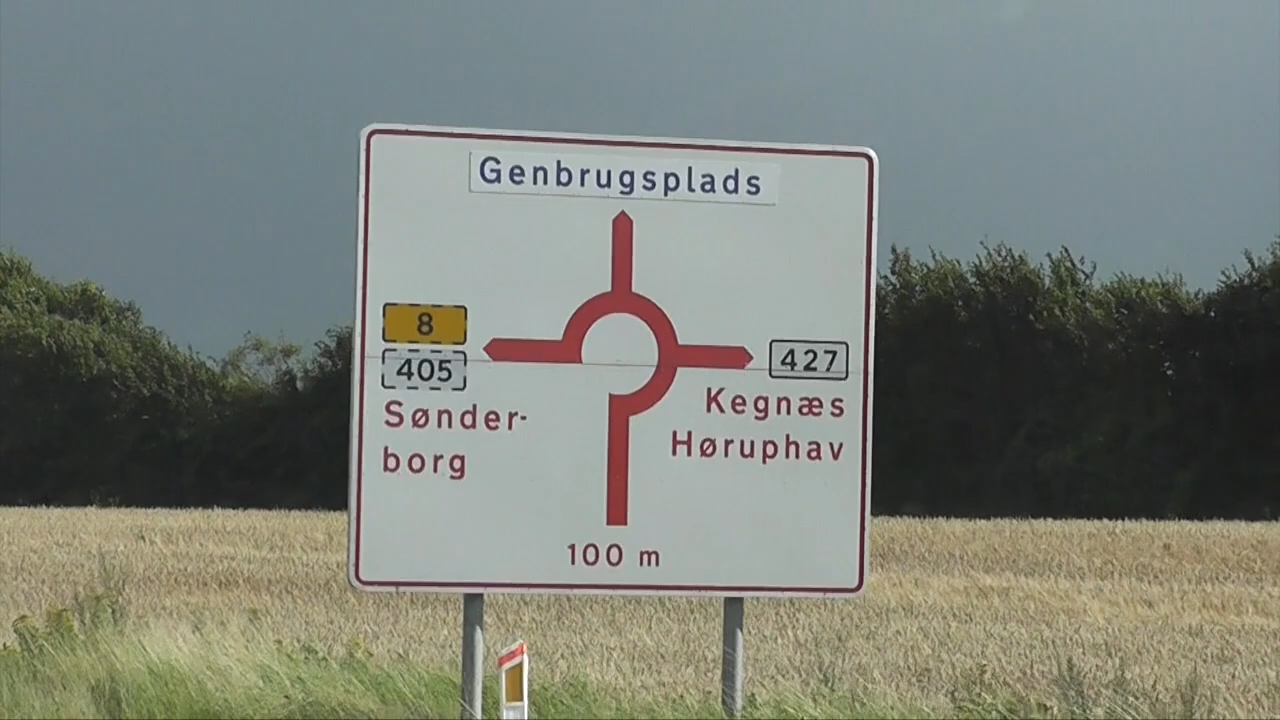 Genbrugsplads
8
405
Sønder-
borg
427
Kegnæs
Høruphav
100 m